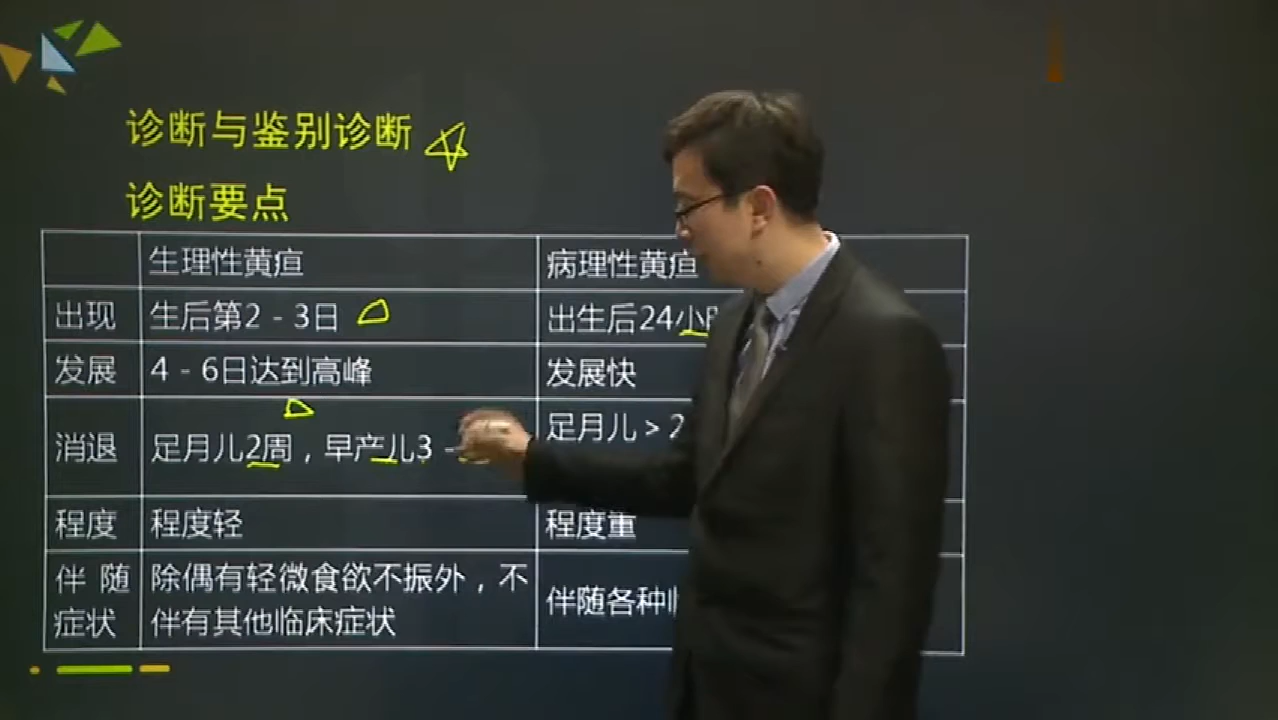 诊断与鉴别诊断
诊断要点
生理性黄疸 病理性黄疸
出现 生后第2-3日 出生后24小
发展 4-6日达到高峰 发展快
消退 足月儿2周，早产儿3- 足月儿>2
程度 程度轻 程度重
伴随症状 除偶有轻微食欲不振外，不 伴随各种
伴有其他临床症状